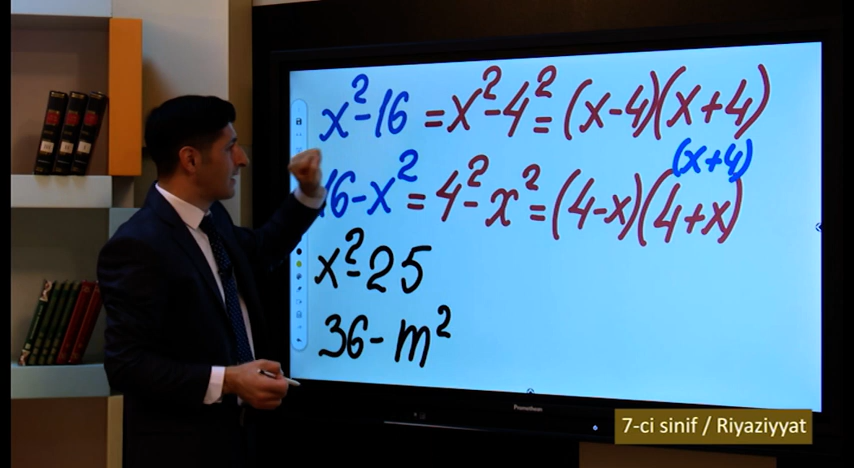 x² - 16 = x² - 4² = (x - 4)(x + 4)
(x + 4)
16 - x² = 4² - x² = (4 - x)(4 + x)
x² - 25
36 - m²
Promethean
7-ci sinif / Riyaziyyat